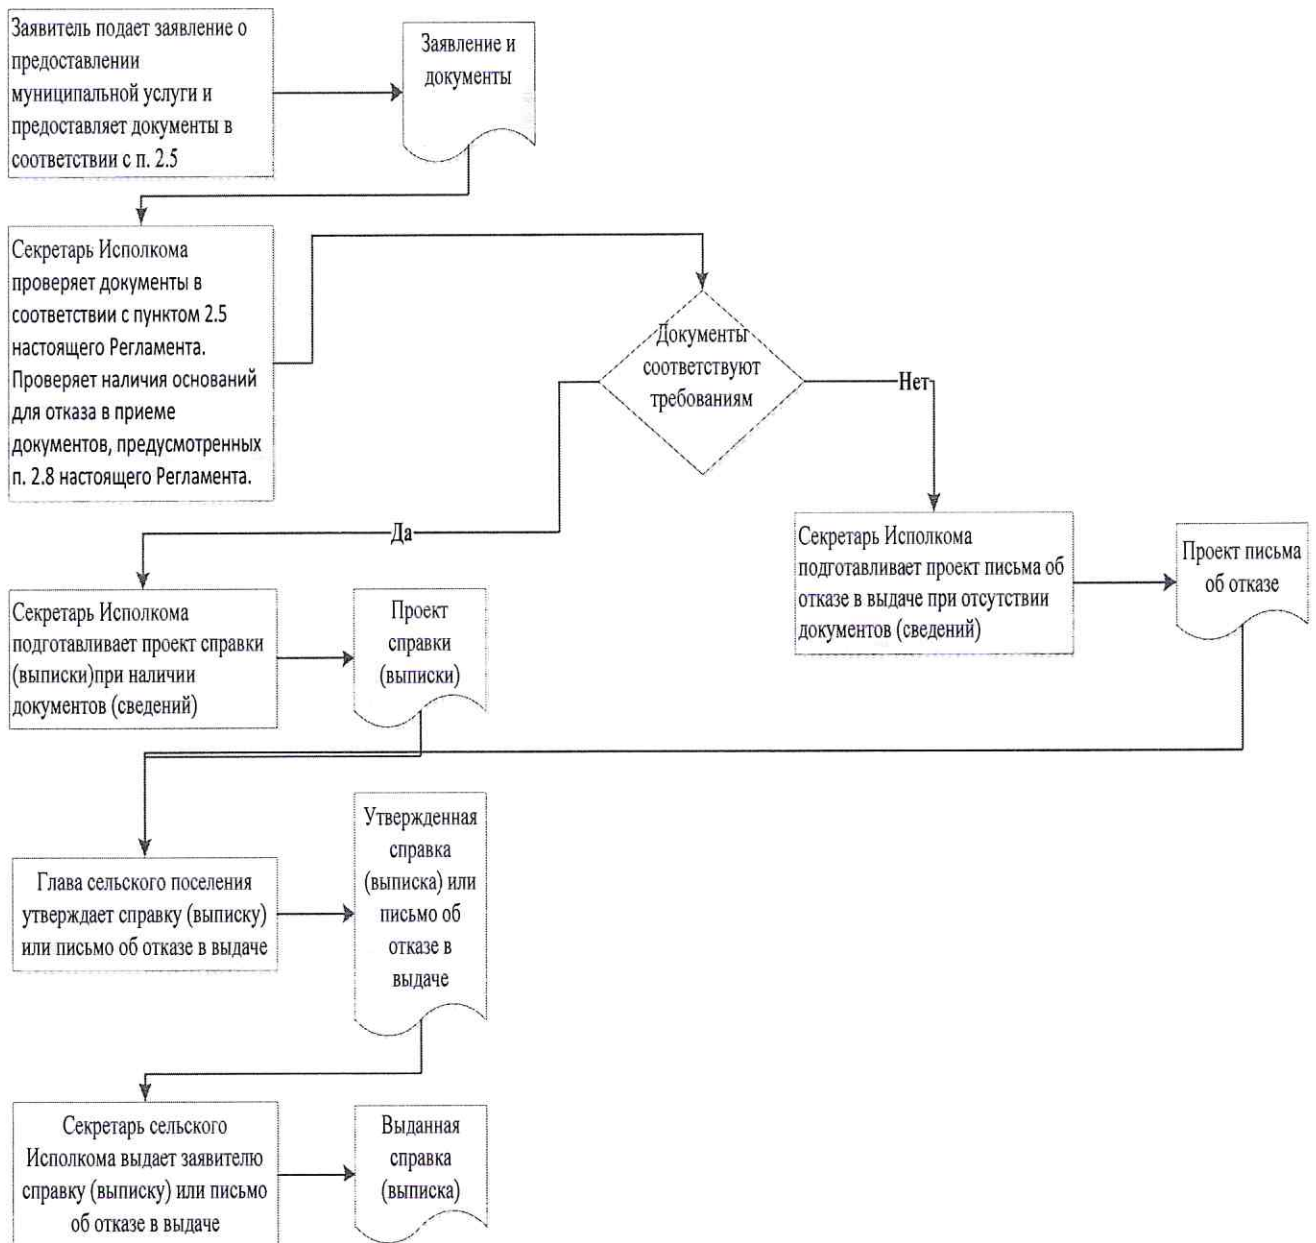 Заявитель подает заявление о
предоставлении
муниципальной услуги и
предоставляет документы в
соответствии с п. 2.5
Заявление и
документы
Секретарь Исполкома
проверяет документы в
соответствии с пунктом 2.5
настоящего Регламента.
Проверяет наличия оснований
для отказа в приеме
документов, предусмотренных
п. 2.8 настоящего Регламента.
Документы
соответствуют
требованиям
Нет
Да
Секретарь Исполкома
подготавливает проект письма об
отказе в выдаче при отсутствии
документов (сведений)
Проект письма
об отказе
Секретарь Исполкома
подготавливает проект справки
(выписки)при наличии
документов (сведений)
Проект
справки
(выписки)
Глава сельского поселения
утверждает справку (выписку)
или письмо об отказе в выдаче
Утвержденная
справка
(выписка) или
письмо об
отказе в
выдаче
Секретарь сельского
Исполкома выдает заявителю
справку (выписку) или письмо
об отказе в выдаче
Выданная
справка
(выписка)